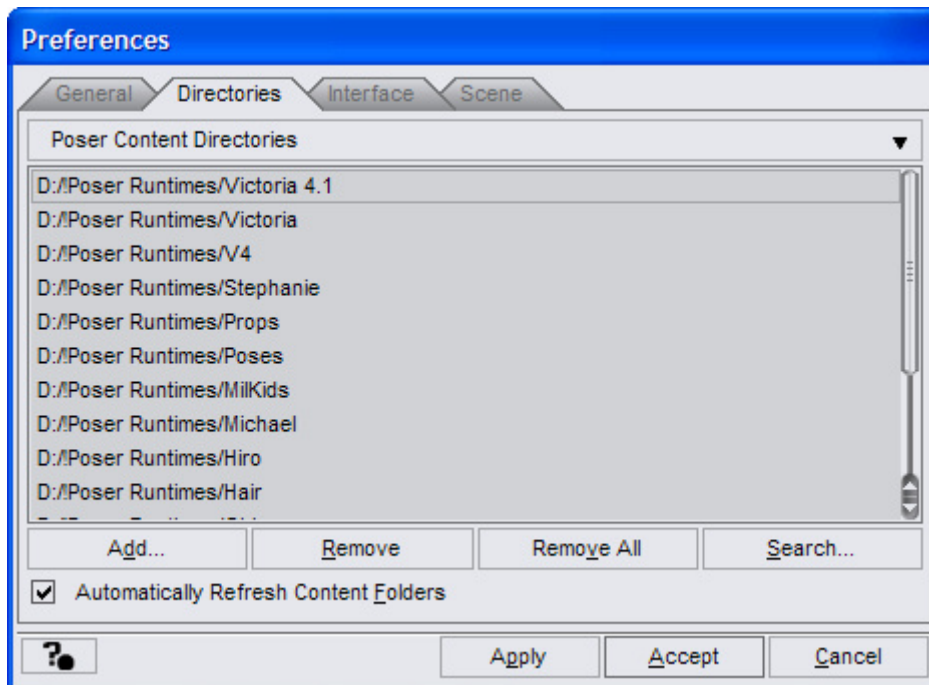 Preferences
General Directories Interface Scene
Poser Content Directories
D:/!Poser Runtimes/Victoria 4.1
D:/!Poser Runtimes/Victoria
D:/!Poser Runtimes/V4
D:/!Poser Runtimes/Stephanie
D:/!Poser Runtimes/Props
D:/!Poser Runtimes/Poses
D:/!Poser Runtimes/MilKids
D:/!Poser Runtimes/Michael
D:/!Poser Runtimes/Hiro
D:/!Poser Runtimes/Hair
Add... Remove Remove All Search...
Automatically Refresh Content Folders
? Apply Accept Cancel